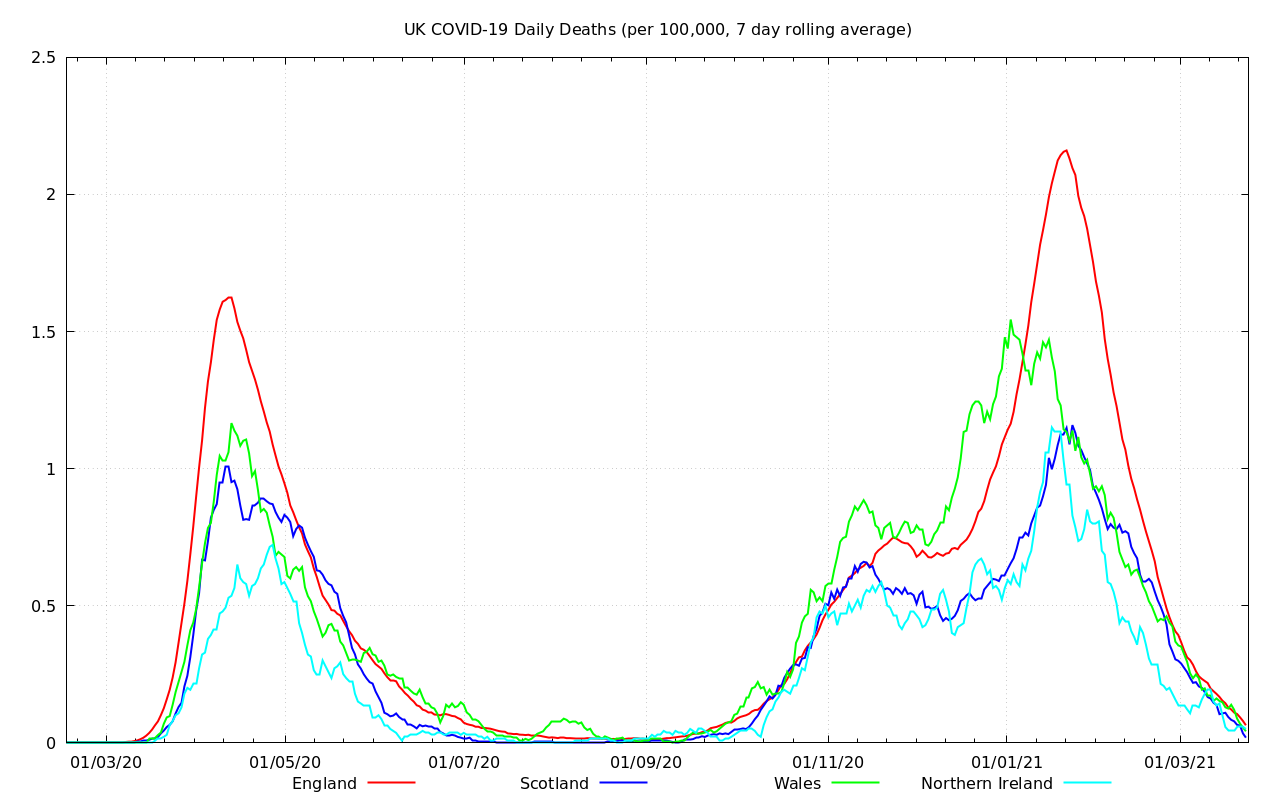 UK COVID-19 Daily Deaths (per 100,000, 7 day rolling average)
2.5
2
1.5
1
0.5
0
01/03/20 01/05/20 01/07/20 01/09/20 01/11/20 01/01/21 01/03/21
England Scotland Wales Northern Ireland